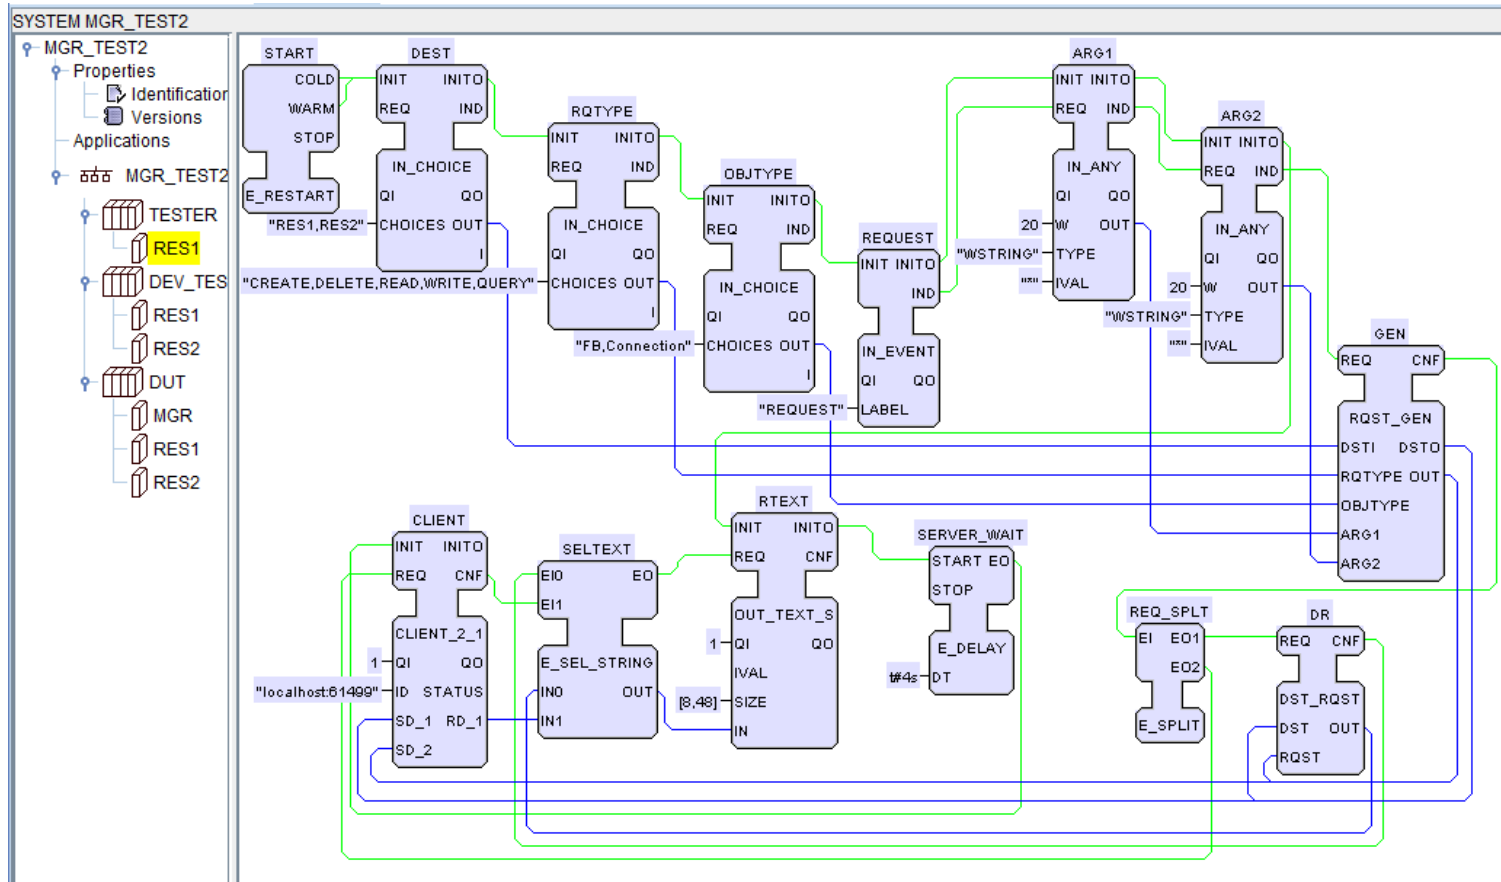 SYSTEM MGR_TEST2
MGR_TEST2
Properties
Identification
Versions
Applications
MGR_TEST2
TESTER
RES1
DEV_TES
RES1
RES2
DUT
MGR
RES1
RES2
START
COLD
WARM
STOP
E_RESTART
DEST
INIT INITO
REQ IND
IN_CHOICE
QI QO
"RES1,RES2" CHOICES OUT
I
RQTYPE
INIT INITO
REQ IND
IN_CHOICE
QI QO
"CREATE,DELETE,READ,WRITE,QUERY" CHOICES OUT
I
OBJTYPE
INIT INITO
REQ IND
IN_CHOICE
QI QO
"FB,Connection" CHOICES OUT
I
REQUEST
INIT INITO
IND
IN_EVENT
QI QO
"REQUEST" LABEL
ARG1
INIT INITO
REQ IND
IN_ANY
QI QO
20 W OUT
"WSTRING" TYPE
"*" IVAL
ARG2
INIT INITO
REQ IND
IN_ANY
QI QO
20 W OUT
"WSTRING" TYPE
"*" IVAL
GEN
REQ CNF
RQST_GEN
DSTI DSTO
RQTYPE OUT
OBJTYPE
ARG1
ARG2
CLIENT
INIT INITO
REQ CNF
CLIENT_2_1
1 QI QO
"localhost:61499" ID STATUS
SD_1 RD_1
SD_2
SELTEXT
EI0 EO
EI1
E_SEL_STRING
IN0 OUT
IN1
RTEXT
INIT INITO
REQ CNF
OUT_TEXT_S
1 QI QO
IVAL
[8,48] SIZE
IN
SERVER_WAIT
START EO
STOP
E_DELAY
t#4s DT
REQ_SPLT
EI EO1
EO2
E_SPLIT
DR
REQ CNF
DST_RQST
DST OUT
RQST